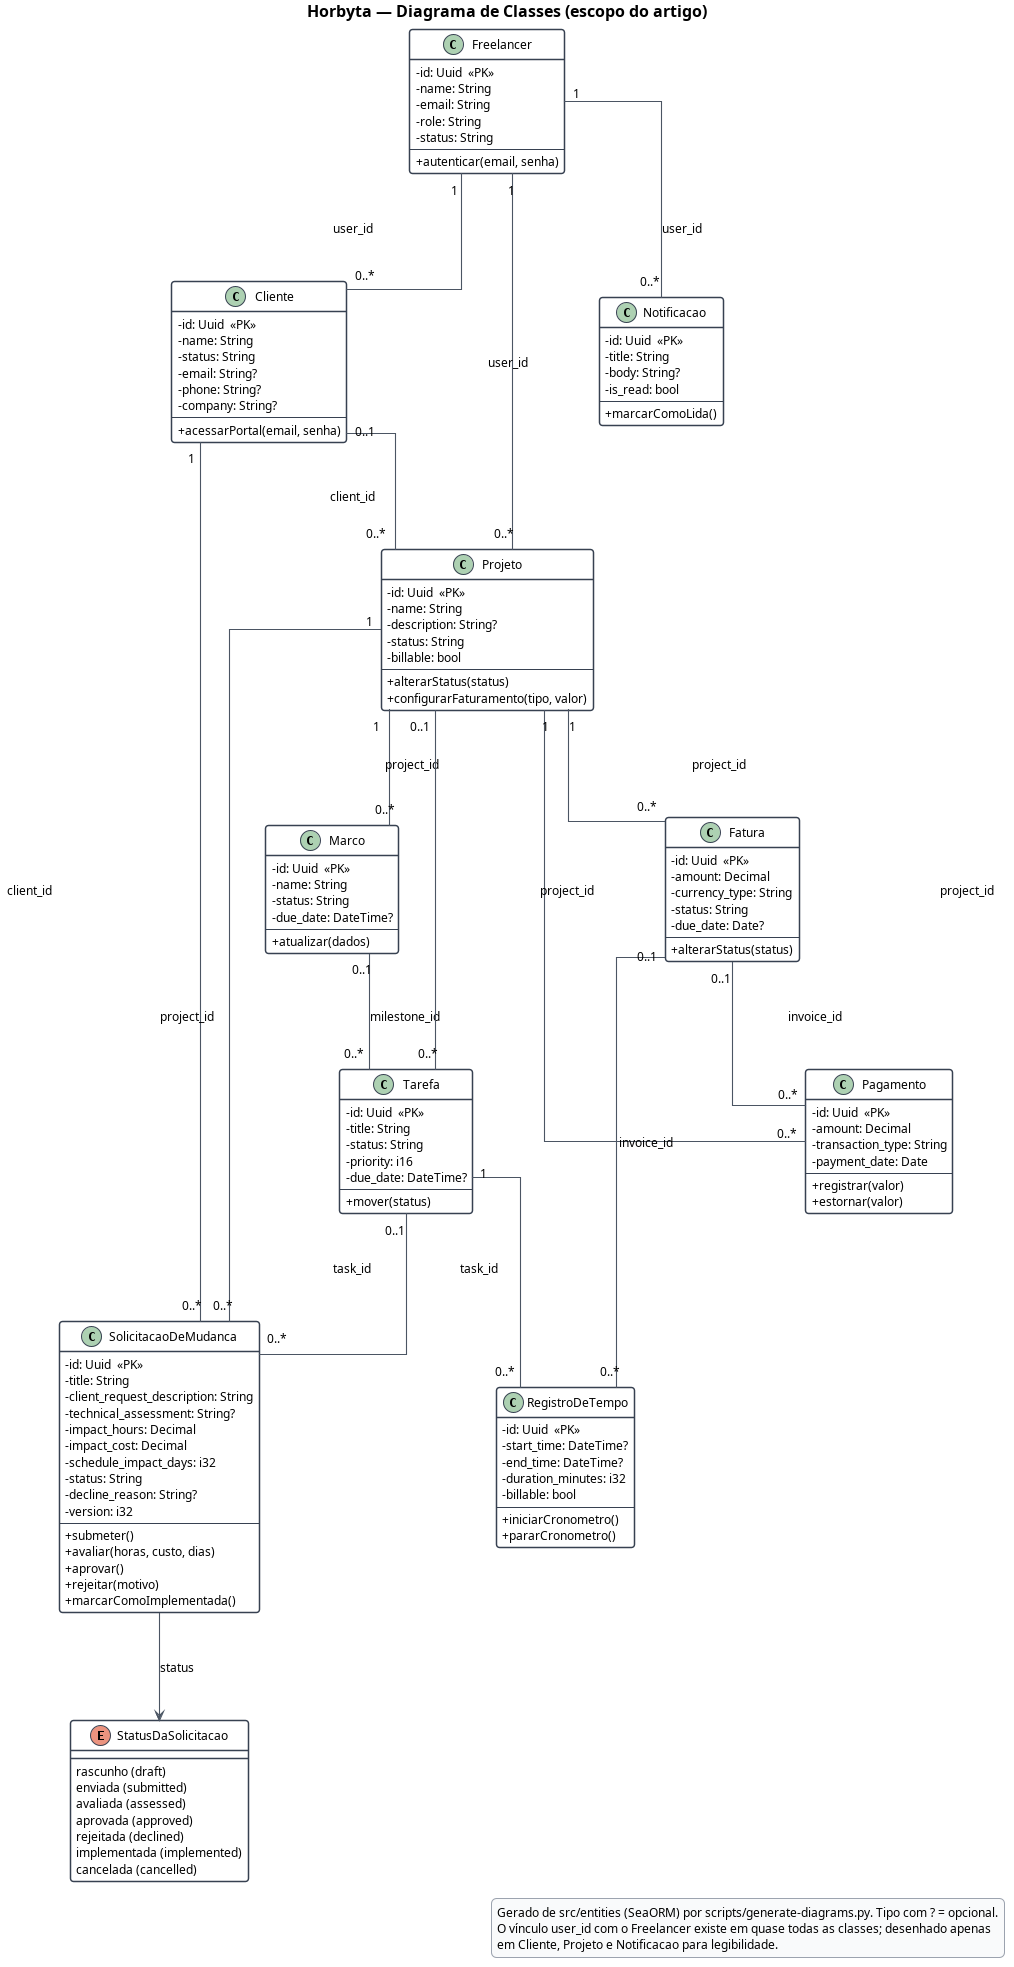 Horbyta — Diagrama de Classes (escopo do artigo)
C Freelancer
-id: Uuid «PK»
-name: String
-email: String
-role: String
-status: String
+autenticar(email, senha)
1
1
1
user_id
user_id
0..*
0..*
C Cliente
-id: Uuid «PK»
-name: String
-status: String
-email: String?
-phone: String?
-company: String?
+acessarPortal(email, senha)
C Notificacao
-id: Uuid «PK»
-title: String
-body: String?
-is_read: bool
+marcarComoLida()
user_id
0..1
1
client_id
0..*
0..*
C Projeto
-id: Uuid «PK»
-name: String
-description: String?
-status: String
-billable: bool
+alterarStatus(status)
+configurarFaturamento(tipo, valor)
1
1
0..1
1
1
project_id
project_id
0..*
0..*
C Marco
-id: Uuid «PK»
-name: String
-status: String
-due_date: DateTime?
+atualizar(dados)
C Fatura
-id: Uuid «PK»
-amount: Decimal
-currency_type: String
-status: String
-due_date: Date?
+alterarStatus(status)
client_id
project_id
project_id
0..1
0..1
0..1
project_id
milestone_id
invoice_id
0..*
0..*
C Tarefa
-id: Uuid «PK»
-title: String
-status: String
-priority: i16
-due_date: DateTime?
+mover(status)
C Pagamento
-id: Uuid «PK»
-amount: Decimal
-transaction_type: String
-payment_date: Date
+registrar(valor)
+estornar(valor)
0..*
0..*
invoice_id
1
0..1
task_id
task_id
0..*
0..*
0..*
0..*
0..*
C SolicitacaoDeMudanca
-id: Uuid «PK»
-title: String
-client_request_description: String
-technical_assessment: String?
-impact_hours: Decimal
-impact_cost: Decimal
-schedule_impact_days: i32
-status: String
-decline_reason: String?
-version: i32
+submeter()
+avaliar(horas, custo, dias)
+aprovar()
+rejeitar(motivo)
+marcarComoImplementada()
C RegistroDeTempo
-id: Uuid «PK»
-start_time: DateTime?
-end_time: DateTime?
-duration_minutes: i32
-billable: bool
+iniciarCronometro()
+pararCronometro()
status
E StatusDaSolicitacao
rascunho (draft)
enviada (submitted)
avaliada (assessed)
aprovada (approved)
rejeitada (declined)
implementada (implemented)
cancelada (cancelled)
Gerado de src/entities (SeaORM) por scripts/generate-diagrams.py. Tipo com ? = opcional.
O vínculo user_id com o Freelancer existe em quase todas as classes; desenhado apenas
em Cliente, Projeto e Notificacao para legibilidade.